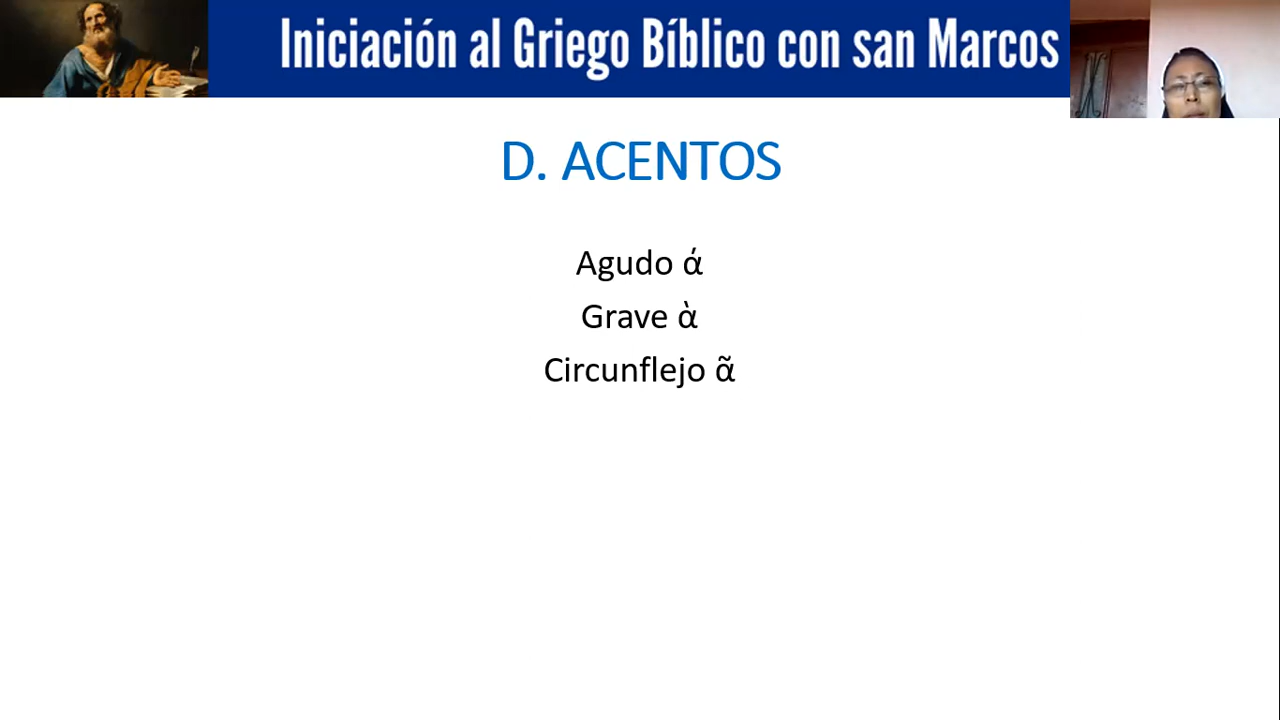 Iniciación al Griego Bíblico con san Marcos
D. ACENTOS
Agudo ά
Grave ὰ
Circunflejo ᾶ